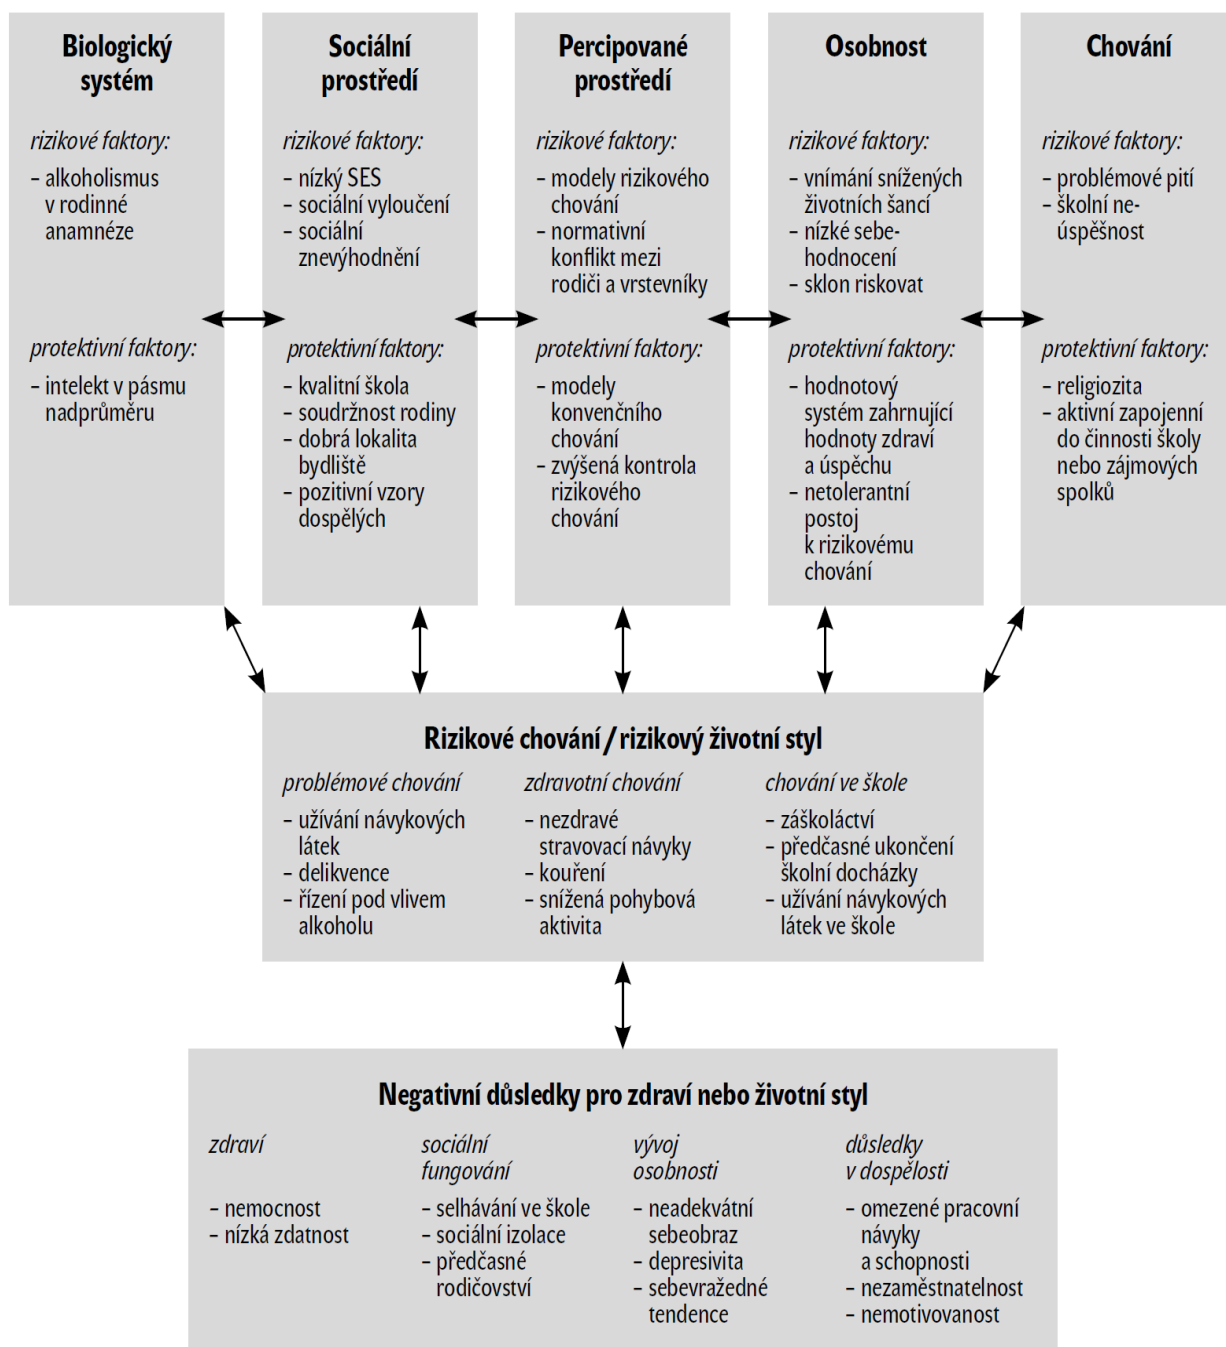 Biologický
systém
rizikové faktory:
– alkoholismus
v rodinné
anamnéze
protektivní faktory:
– intelekt v pásmu
nadprůměru
Sociální
prostředí
rizikové faktory:
– nízký SES
– sociální vyloučení
– sociální
znevýhodnění
protektivní faktory:
– kvalitní škola
– soudržnost rodiny
– dobrá lokalita
bydliště
– pozitivní vzory
dospělých
Percipované
prostředí
rizikové faktory:
– modely rizikového
chování
– normativní
konflikt mezi
rodiči a vrstevníky
protektivní faktory:
– modely
konvenčního
chování
– zvýšená kontrola
rizikového
chování
Osobnost
rizikové faktory:
– vnímání snížených
životních šancí
– nízké sebe-
hodnocení
– sklon riskovat
protektivní faktory:
– hodnotový
systém zahrnující
hodnoty zdraví
a úspěchu
– netolerantní
postoj
k rizikovému
chování
Chování
rizikové faktory:
– problémové pití
– školní ne-
úspěšnost
protektivní faktory:
– religiozita
– aktivní zapojenní
do činnosti školy
nebo zájmových
spolků
Rizikové chování / rizikový životní styl
problémové chování
– užívání návykových
látek
– delikvence
– řízení pod vlivem
alkoholu
zdravotní chování
– nezdravé
stravovací návyky
– kouření
– snížená pohybová
aktivita
chování ve škole
– záškoláctví
– předčasné ukončení
školní docházky
– užívání návykových
látek ve škole
Negativní důsledky pro zdraví nebo životní styl
zdraví
– nemocnost
– nízká zdatnost
sociální
fungování
– selhávání ve škole
– sociální izolace
– předčasné
rodičovství
vývoj
osobnosti
– neadekvátní
sebeobraz
– depresivita
– sebevražedné
tendence
důsledky
v dospělosti
– omezené pracovní
návyky
a schopnosti
– nezaměstnatelnost
– nemotivovanost